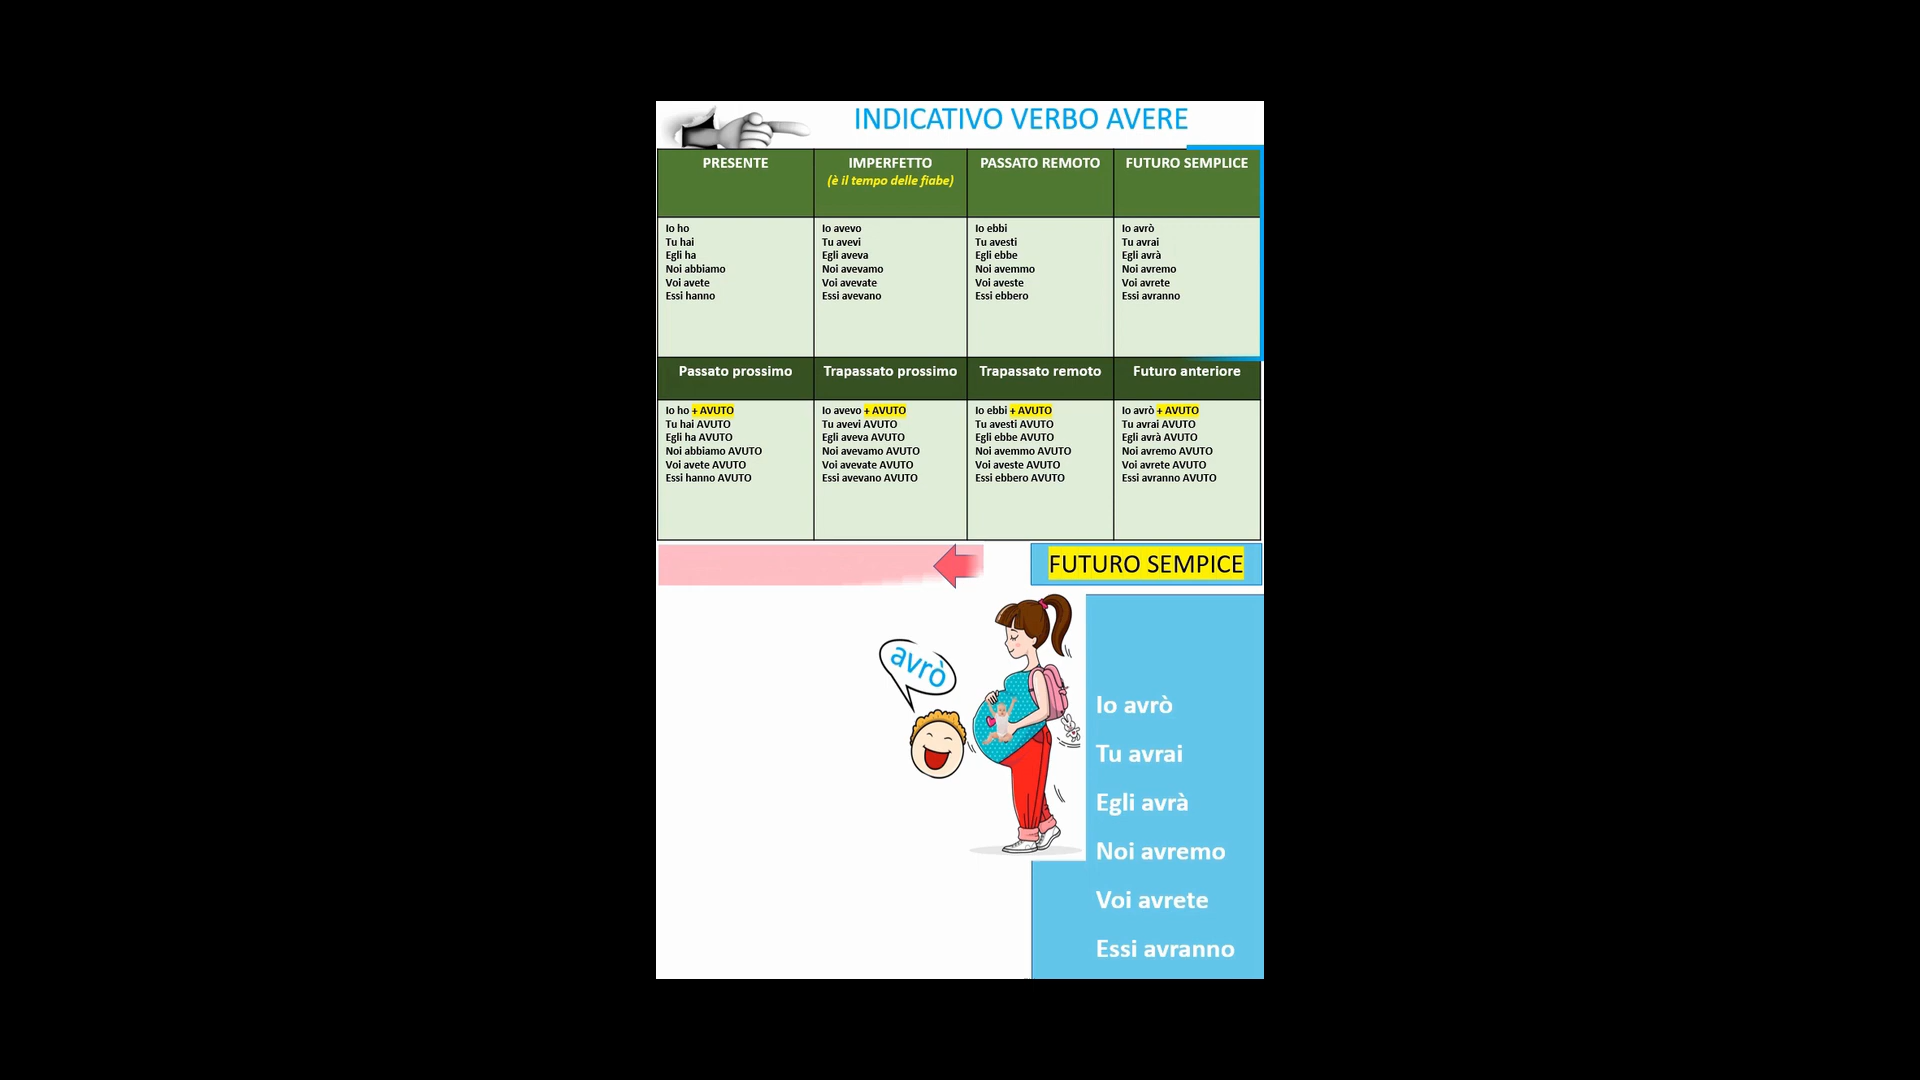 INDICATIVO VERBO AVERE
PRESENTE
IMPERFETTO
(è il tempo delle fiabe)
PASSATO REMOTO
FUTURO SEMPLICE
Io ho
Tu hai
Egli ha
Noi abbiamo
Voi avete
Essi hanno
Io avevo
Tu avevi
Egli aveva
Noi avevamo
Voi avevate
Essi avevano
Io ebbi
Tu avesti
Egli ebbe
Noi avemmo
Voi aveste
Essi ebbero
Io avrò
Tu avrai
Egli avrà
Noi avremo
Voi avrete
Essi avranno
Passato prossimo
Trapassato prossimo
Trapassato remoto
Futuro anteriore
Io ho + AVUTO
Tu hai AVUTO
Egli ha AVUTO
Noi abbiamo AVUTO
Voi avete AVUTO
Essi hanno AVUTO
Io avevo + AVUTO
Tu avevi AVUTO
Egli aveva AVUTO
Noi avevamo AVUTO
Voi avevate AVUTO
Essi avevano AVUTO
Io ebbi + AVUTO
Tu avesti AVUTO
Egli ebbe AVUTO
Noi avemmo AVUTO
Voi aveste AVUTO
Essi ebbero AVUTO
Io avrò + AVUTO
Tu avrai AVUTO
Egli avrà AVUTO
Noi avremo AVUTO
Voi avrete AVUTO
Essi avranno AVUTO
FUTURO SEMPICE
avrò
Io avrò
Tu avrai
Egli avrà
Noi avremo
Voi avrete
Essi avranno